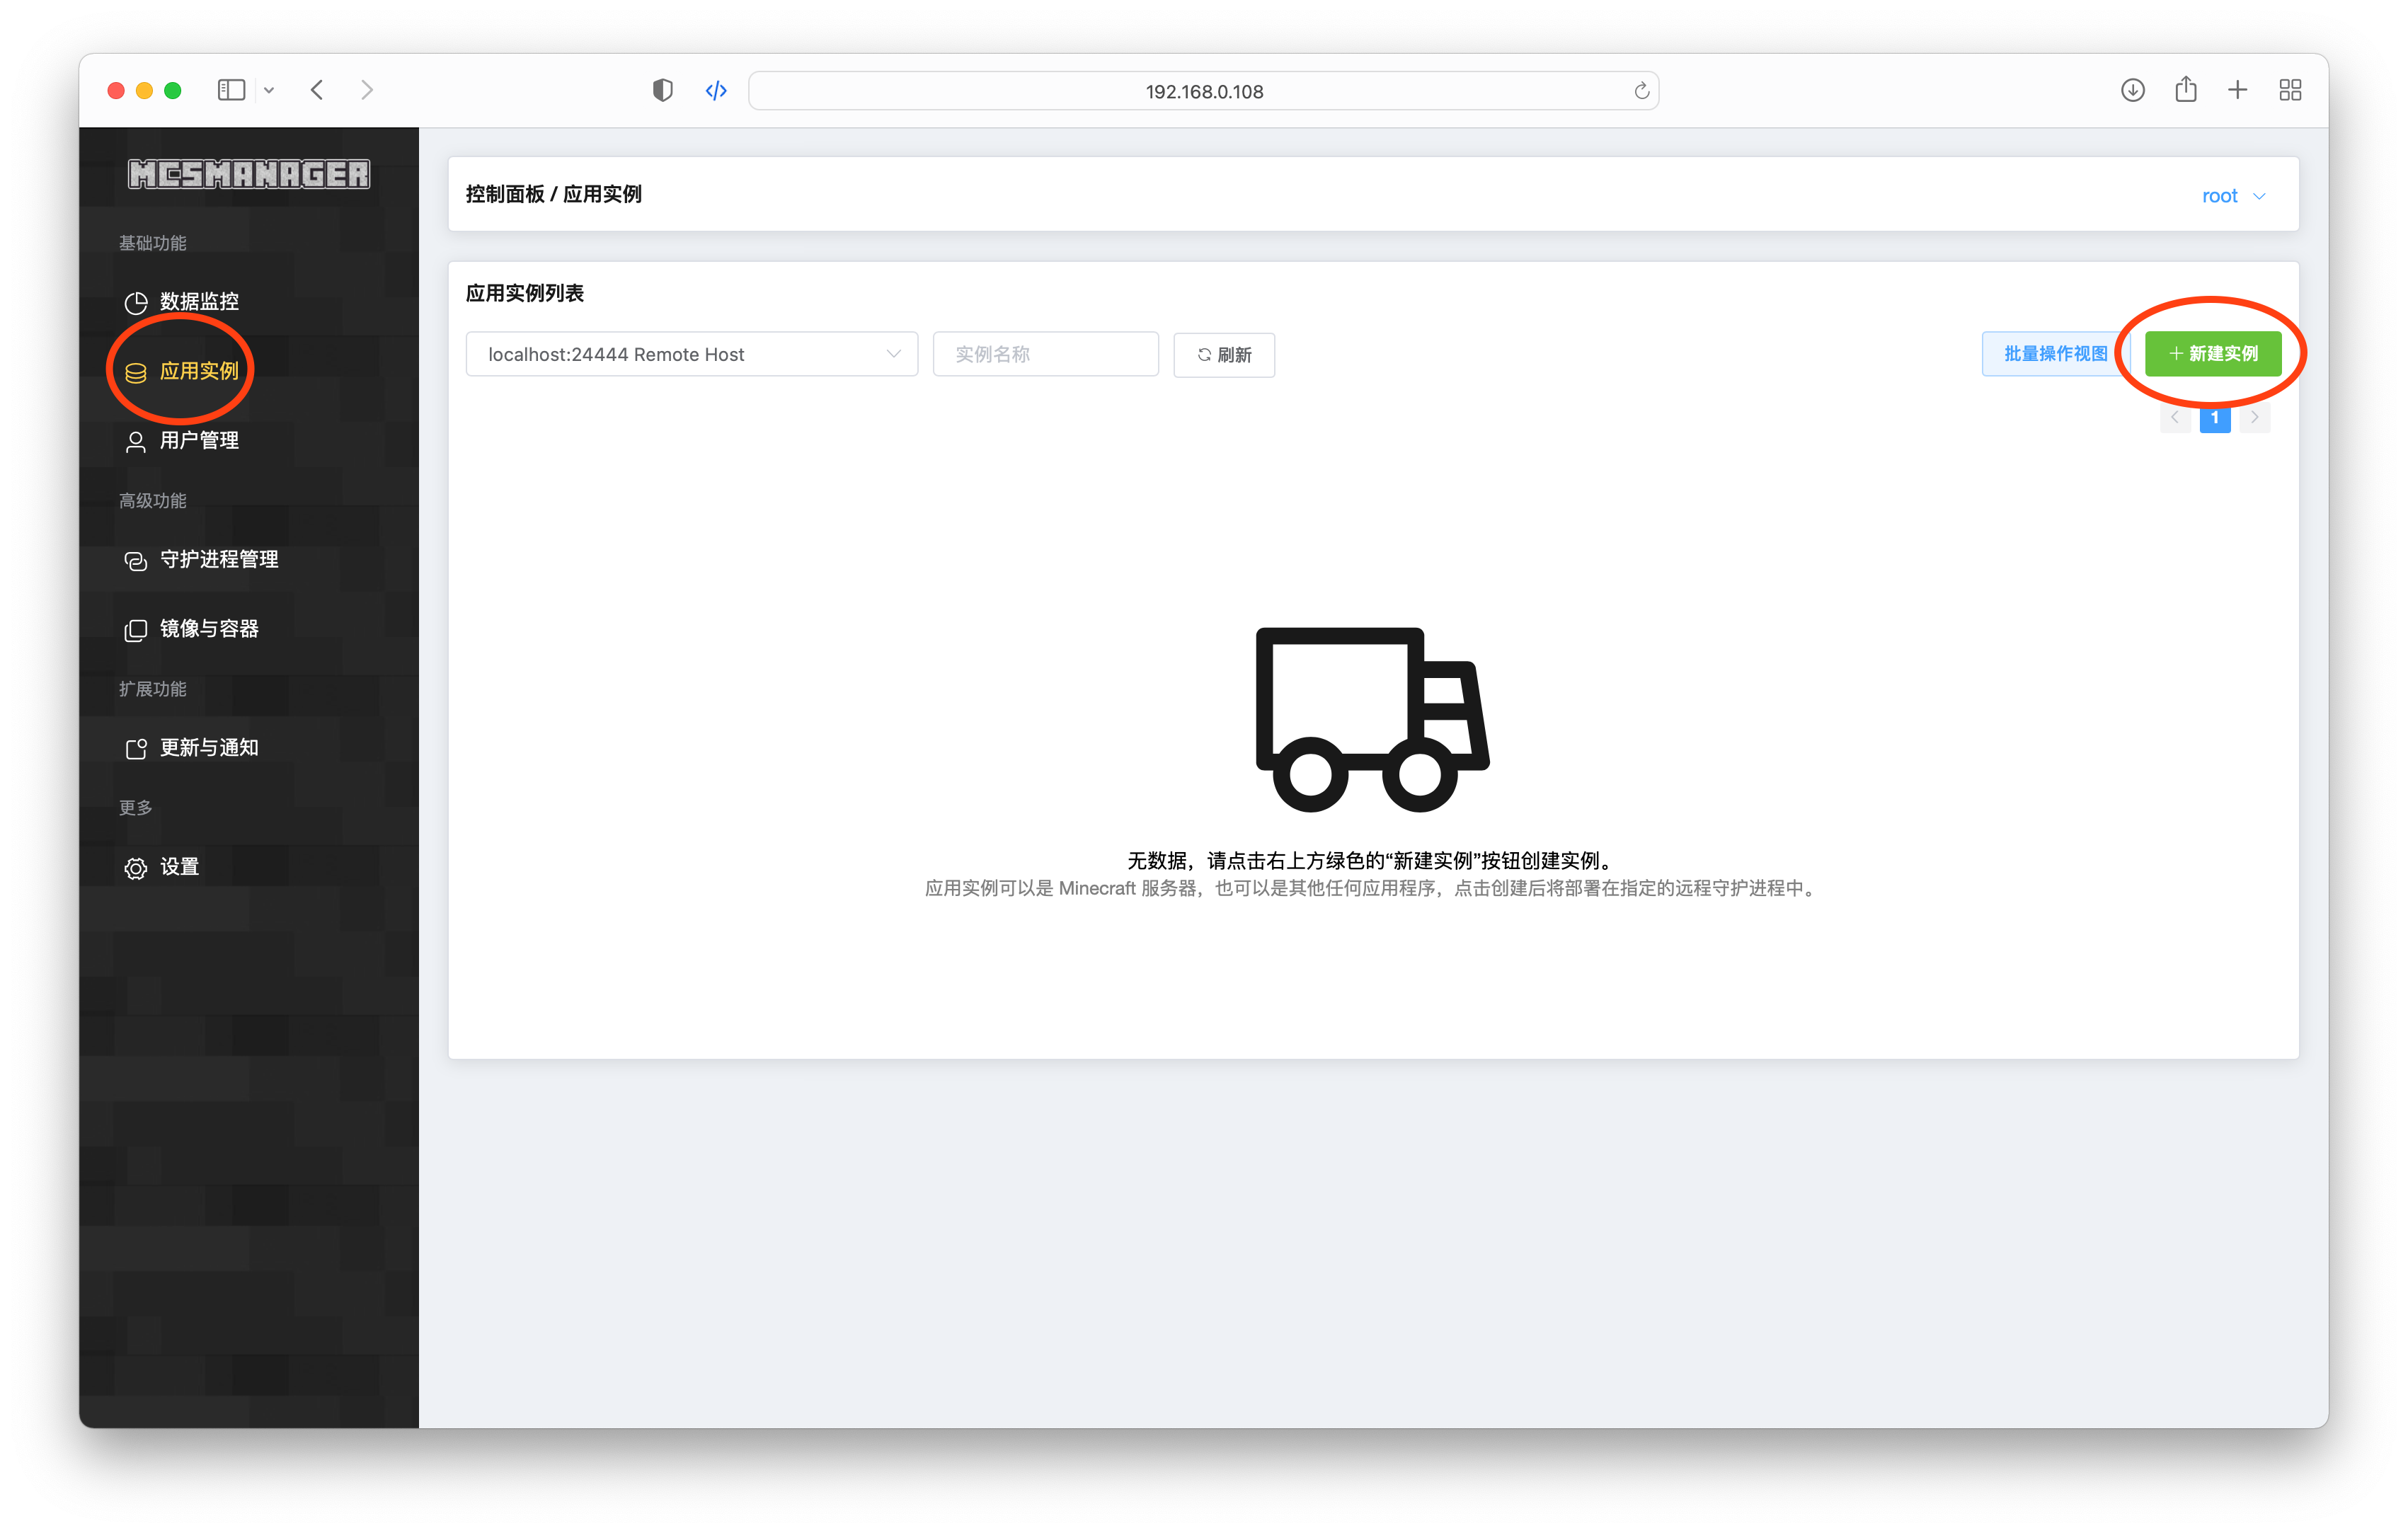 192.168.0.108
MCSMANAGER
基础功能
数据监控
应用实例
用户管理
高级功能
守护进程管理
镜像与容器
扩展功能
更新与通知
更多
设置
控制面板 / 应用实例
root
应用实例列表
localhost:24444 Remote Host
实例名称
刷新
批量操作视图
+ 新建实例
1
无数据，请点击右上方绿色的“新建实例”按钮创建实例。
应用实例可以是 Minecraft 服务器，也可以是其他任何应用程序，点击创建后将部署在指定的远程守护进程中。